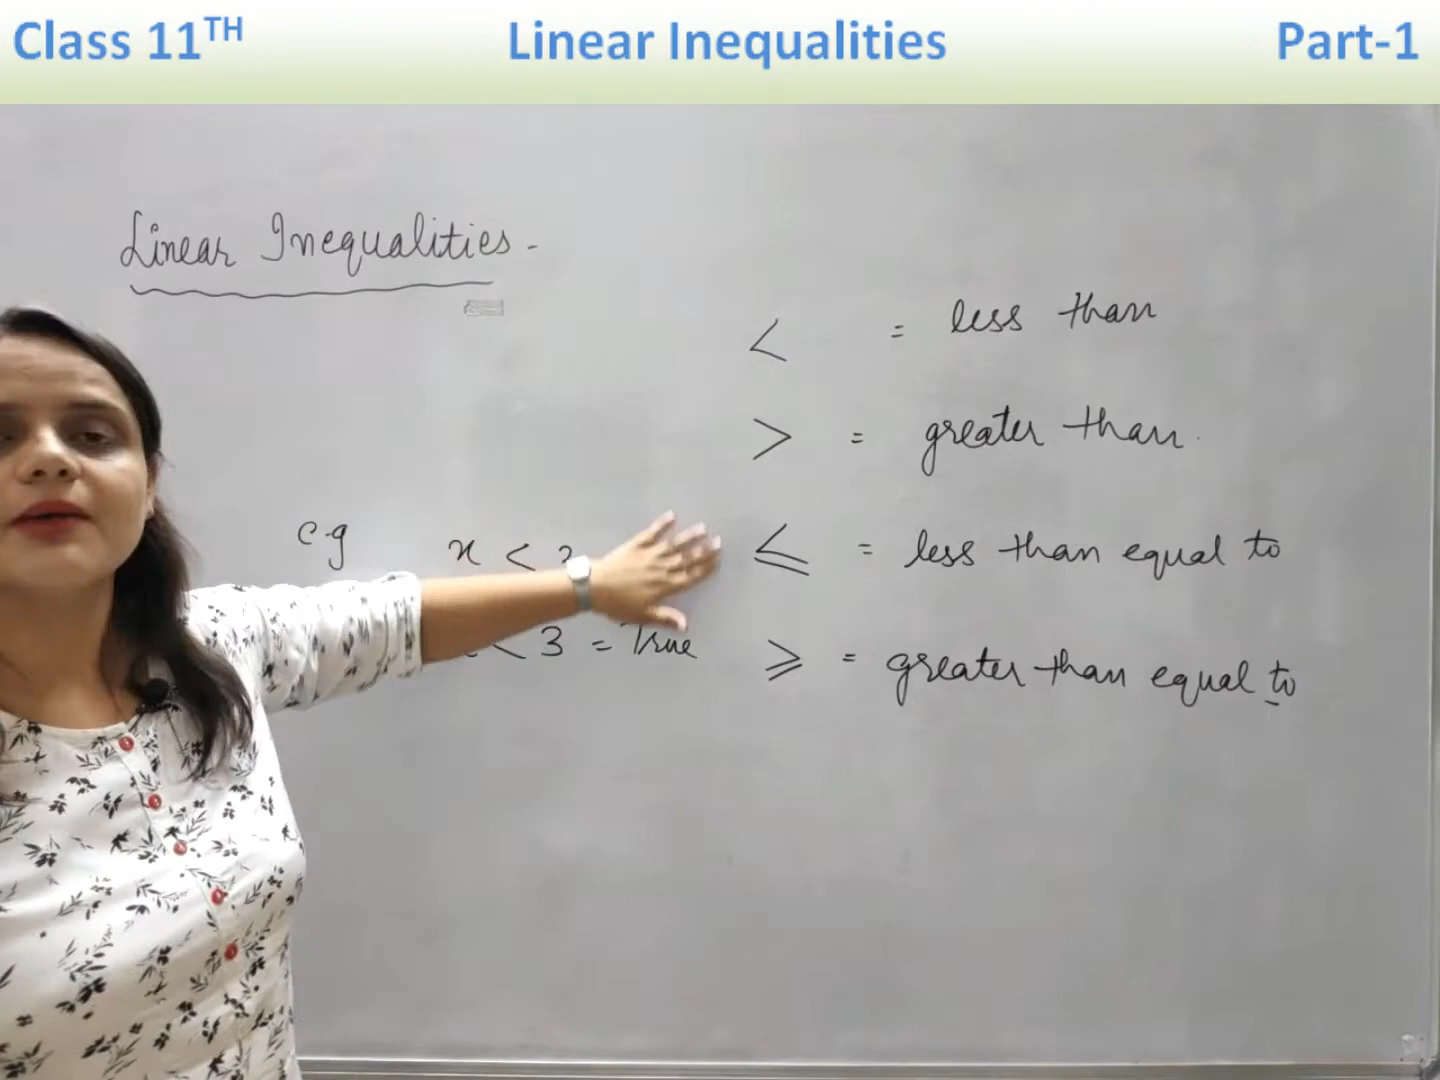 Class 11TH Linear Inequalities Part-1
Linear Inequalities -
< = less than
> = greater than.
e.g x <
≤ = less than equal to
< 3 = True
≥ = greater than equal to